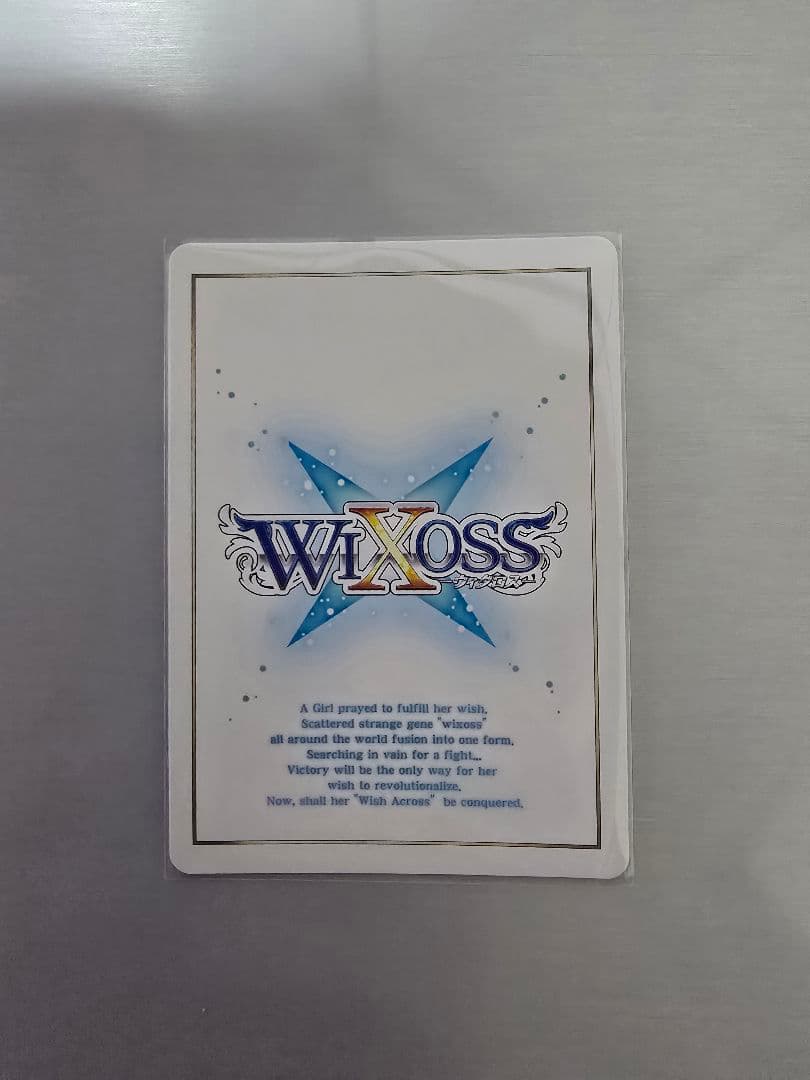 WIXOSS
ウィクロス
A Girl prayed to fulfill her wish.
Scattered strange gene "wixoss"
all around the world fusion into one form.
Searching in vain for a fight...
Victory will be the only way for her
wish to revolutionalize.
Now, shall her "Wish Across" be conquered.